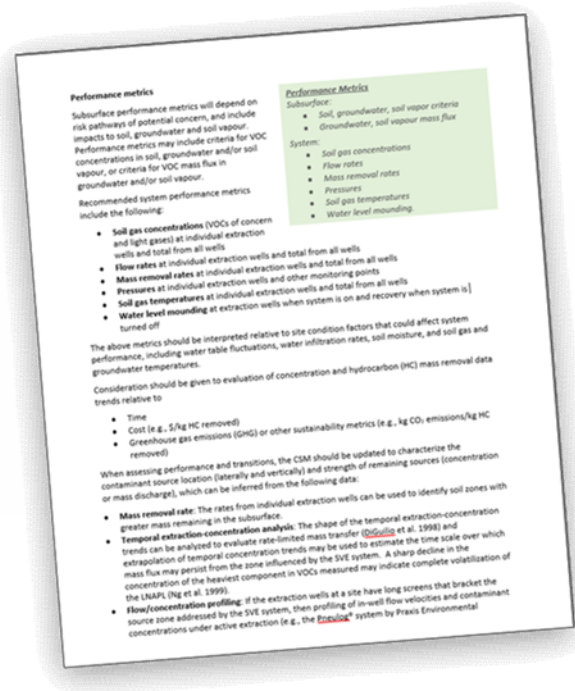 Performance metrics
Subsurface performance metrics will depend on
risk pathways of potential concern, and include
impacts to soil, groundwater and soil vapour.
Performance metrics may include criteria for VOC
concentrations in soil, groundwater and/or soil
vapour, or criteria for VOC mass flux in
groundwater and/or soil vapour.
Recommended system performance metrics
include the following:
Performance Metrics
Subsurface:
• Soil, groundwater, soil vapor criteria
• Groundwater, soil vapour mass flux
System:
• Soil gas concentrations
• Flow rates
• Mass removal rates
• Pressures
• Soil gas temperatures
• Water level mounding.
• Soil gas concentrations (VOCs of concern
and light gases) at individual extraction
wells and total from all wells
• Flow rates at individual extraction wells and total from all wells
• Mass removal rates at individual extraction wells and total from all wells
• Pressures at individual extraction wells and other monitoring points
• Soil gas temperatures at individual extraction wells and total from all wells
• Water level mounding at extraction wells when system is on and recovery when system is
turned off
The above metrics should be interpreted relative to site condition factors that could affect system
performance, including water table fluctuations, water infiltration rates, soil moisture, and soil gas and
groundwater temperatures.
Consideration should be given to evaluation of concentration and hydrocarbon (HC) mass removal data
trends relative to
• Time
• Cost (e.g., $/kg HC removed)
• Greenhouse gas emissions (GHG) or other sustainability metrics (e.g., kg CO₂ emissions/kg HC
removed)
When assessing performance and transitions, the CSM should be updated to characterize the
contaminant source location (laterally and vertically) and strength of remaining sources (concentration
or mass discharge), which can be inferred from the following data:
• Mass removal rate: The rates from individual extraction wells can be used to identify soil zones with
greater mass remaining in the subsurface.
• Temporal extraction-concentration analysis: The shape of the temporal extraction-concentration
trends can be analyzed to evaluate rate-limited mass transfer (DiGuilio et al. 1998) and
extrapolation of temporal concentration trends may be used to estimate the time scale over which
mass flux may persist from the zone influenced by the SVE system. A sharp decline in the
concentration of the heaviest component in VOCs measured may indicate complete volatilization of
the LNAPL (Ng et al. 1999).
• Flow/concentration profiling: If the extraction wells at a site have long screens that bracket the
source zone addressed by the SVE system, then profiling of in-well flow velocities and contaminant
concentrations under active extraction (e.g., the Pneulog® system by Praxis Environmental